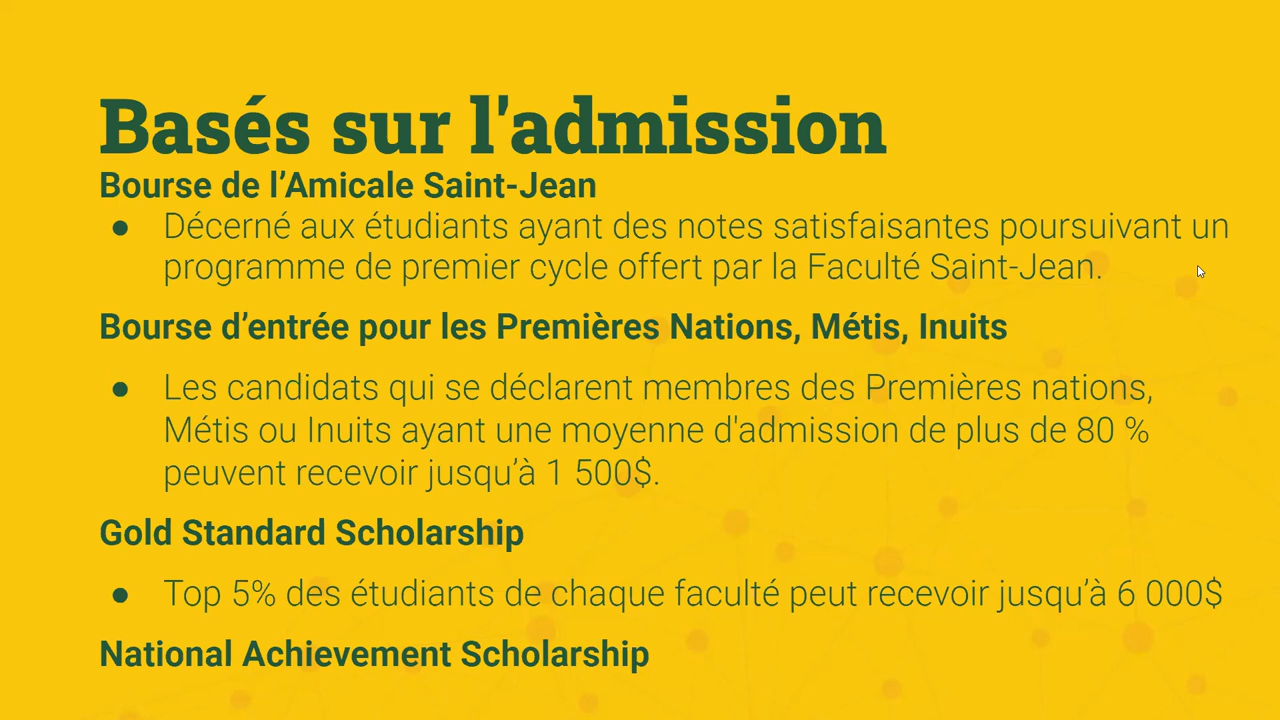 Basés sur l'admission
Bourse de l’Amicale Saint-Jean
● Décerné aux étudiants ayant des notes satisfaisantes poursuivant un
programme de premier cycle offert par la Faculté Saint-Jean.
Bourse d’entrée pour les Premières Nations, Métis, Inuits
● Les candidats qui se déclarent membres des Premières nations,
Métis ou Inuits ayant une moyenne d'admission de plus de 80 %
peuvent recevoir jusqu’à 1 500$.
Gold Standard Scholarship
● Top 5% des étudiants de chaque faculté peut recevoir jusqu’à 6 000$
National Achievement Scholarship